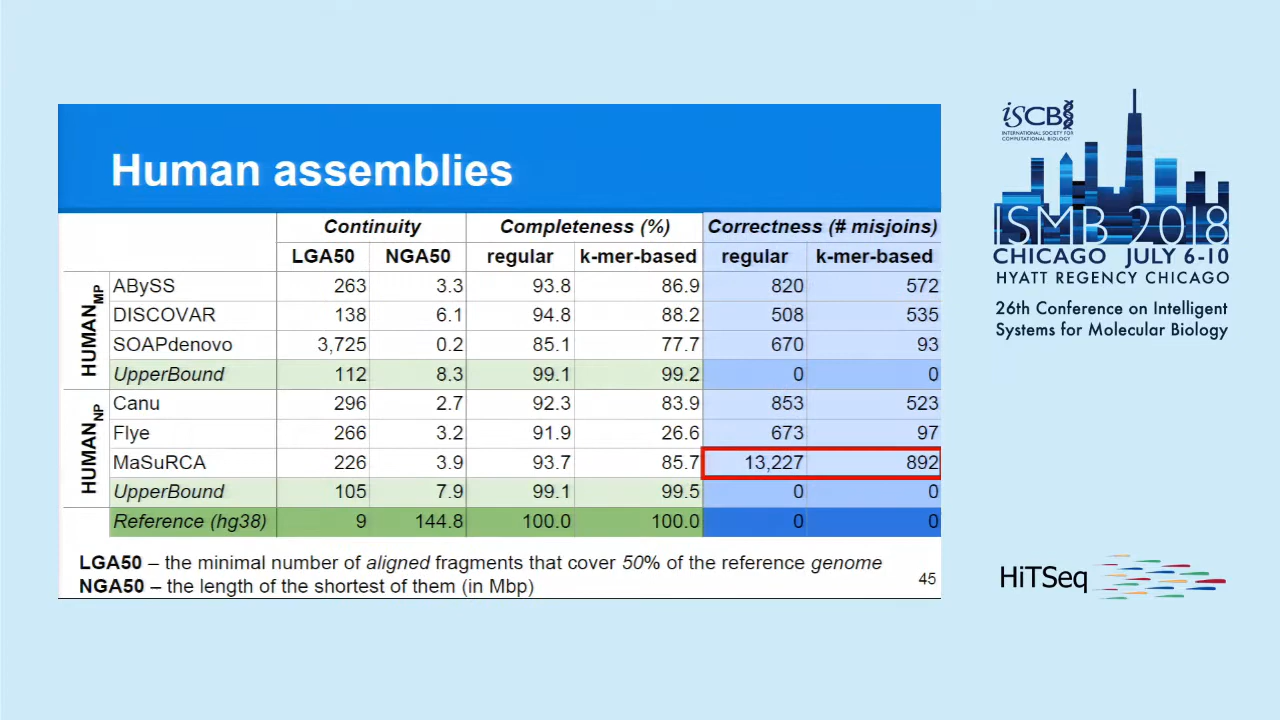 Human assemblies
Continuity Completeness (%) Correctness (# misjoins)
LGA50 NGA50 regular k-mer-based regular k-mer-based
HUMANMP
ABySS 263 3.3 93.8 86.9 820 572
DISCOVAR 138 6.1 94.8 88.2 508 535
SOAPdenovo 3,725 0.2 85.1 77.7 670 93
UpperBound 112 8.3 99.1 99.2 0 0
HUMANNP
Canu 296 2.7 92.3 83.9 853 523
Flye 266 3.2 91.9 26.6 673 97
MaSuRCA 226 3.9 93.7 85.7 13,227 892
UpperBound 105 7.9 99.1 99.5 0 0
Reference (hg38) 9 144.8 100.0 100.0 0 0
LGA50 – the minimal number of aligned fragments that cover 50% of the reference genome
NGA50 – the length of the shortest of them (in Mbp)
45
iSCB
INTERNATIONAL SOCIETY FOR
COMPUTATIONAL BIOLOGY
ISMB 2018
CHICAGO JULY 6-10
HYATT REGENCY CHICAGO
26th Conference on Intelligent
Systems for Molecular Biology
HiTSeq